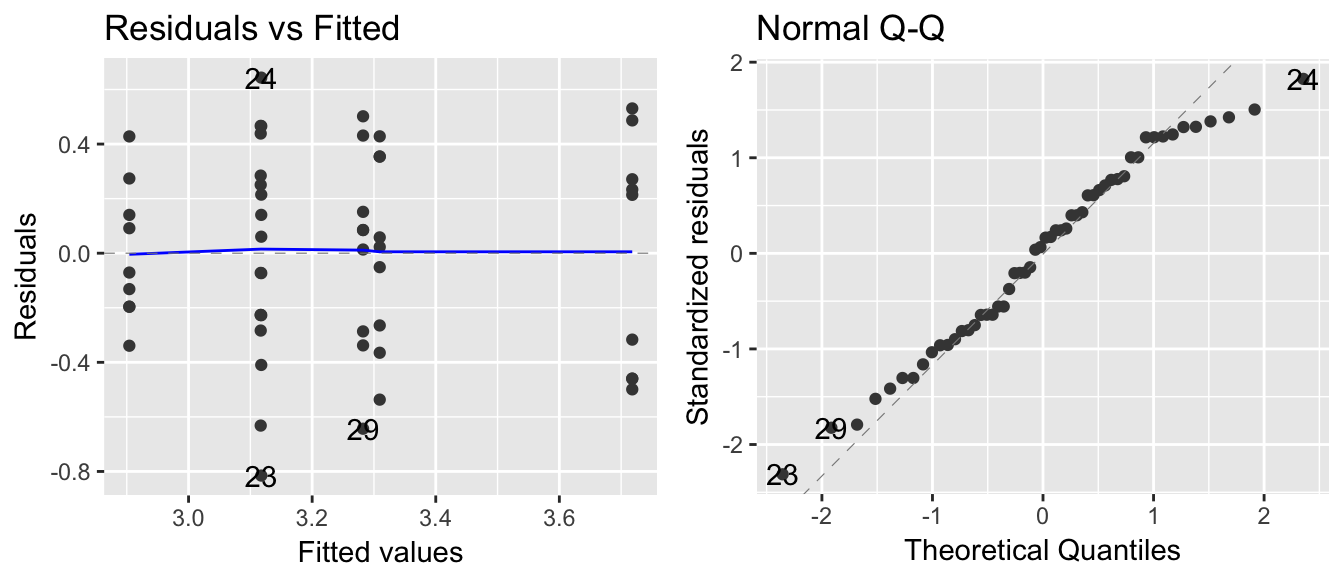 Residuals vs Fitted
24
0.4
0.0
-0.4
-0.8
29
23
3.0 3.2 3.4 3.6
Fitted values
Residuals
Normal Q-Q
2
1
0
-1
-2
24
29
23
-2 -1 0 1 2
Theoretical Quantiles
Standardized residuals